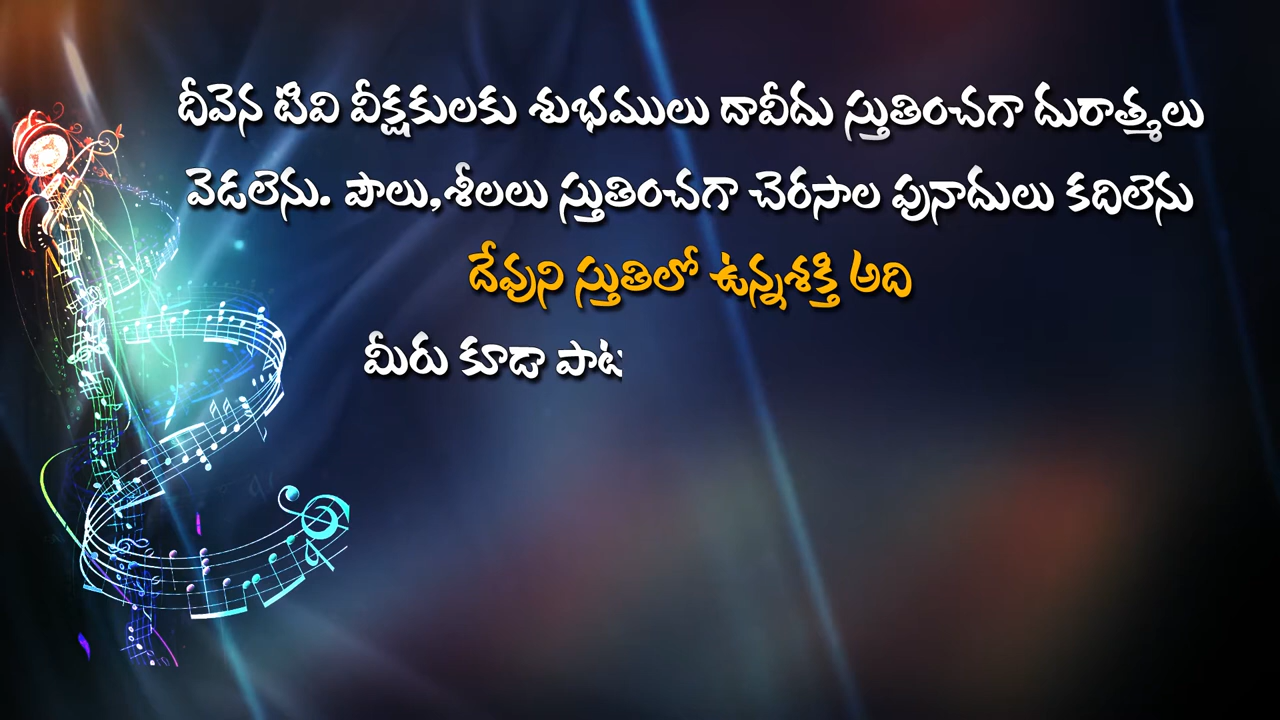 దీవెన టివి వీక్షకులకు శుభములు దావీదు స్తుతించగా దురాత్మలు
వెడలెను. పౌలు,శీలలు స్తుతించగా చెరసాల పునాదులు కదిలెను
దేవుని స్తుతిలో ఉన్నశక్తి అది
మీరు కూడా